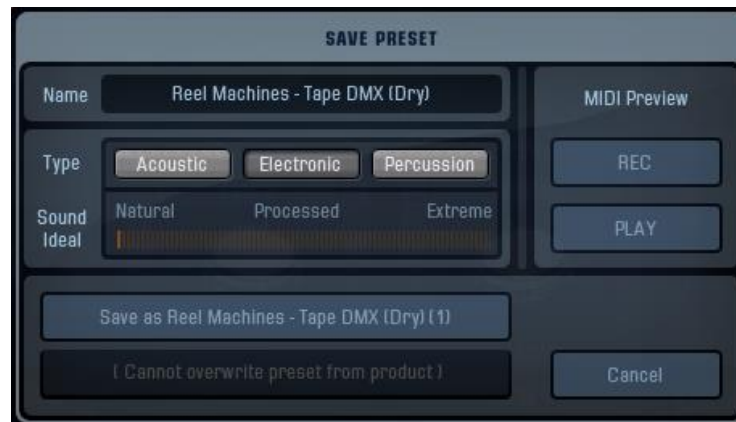 SAVE PRESET
Name
Reel Machines - Tape DMX (Dry)
Type
Acoustic
Electronic
Percussion
Sound
Ideal
Natural
Processed
Extreme
MIDI Preview
REC
PLAY
Save as Reel Machines - Tape DMX (Dry) (1)
( Cannot overwrite preset from product )
Cancel